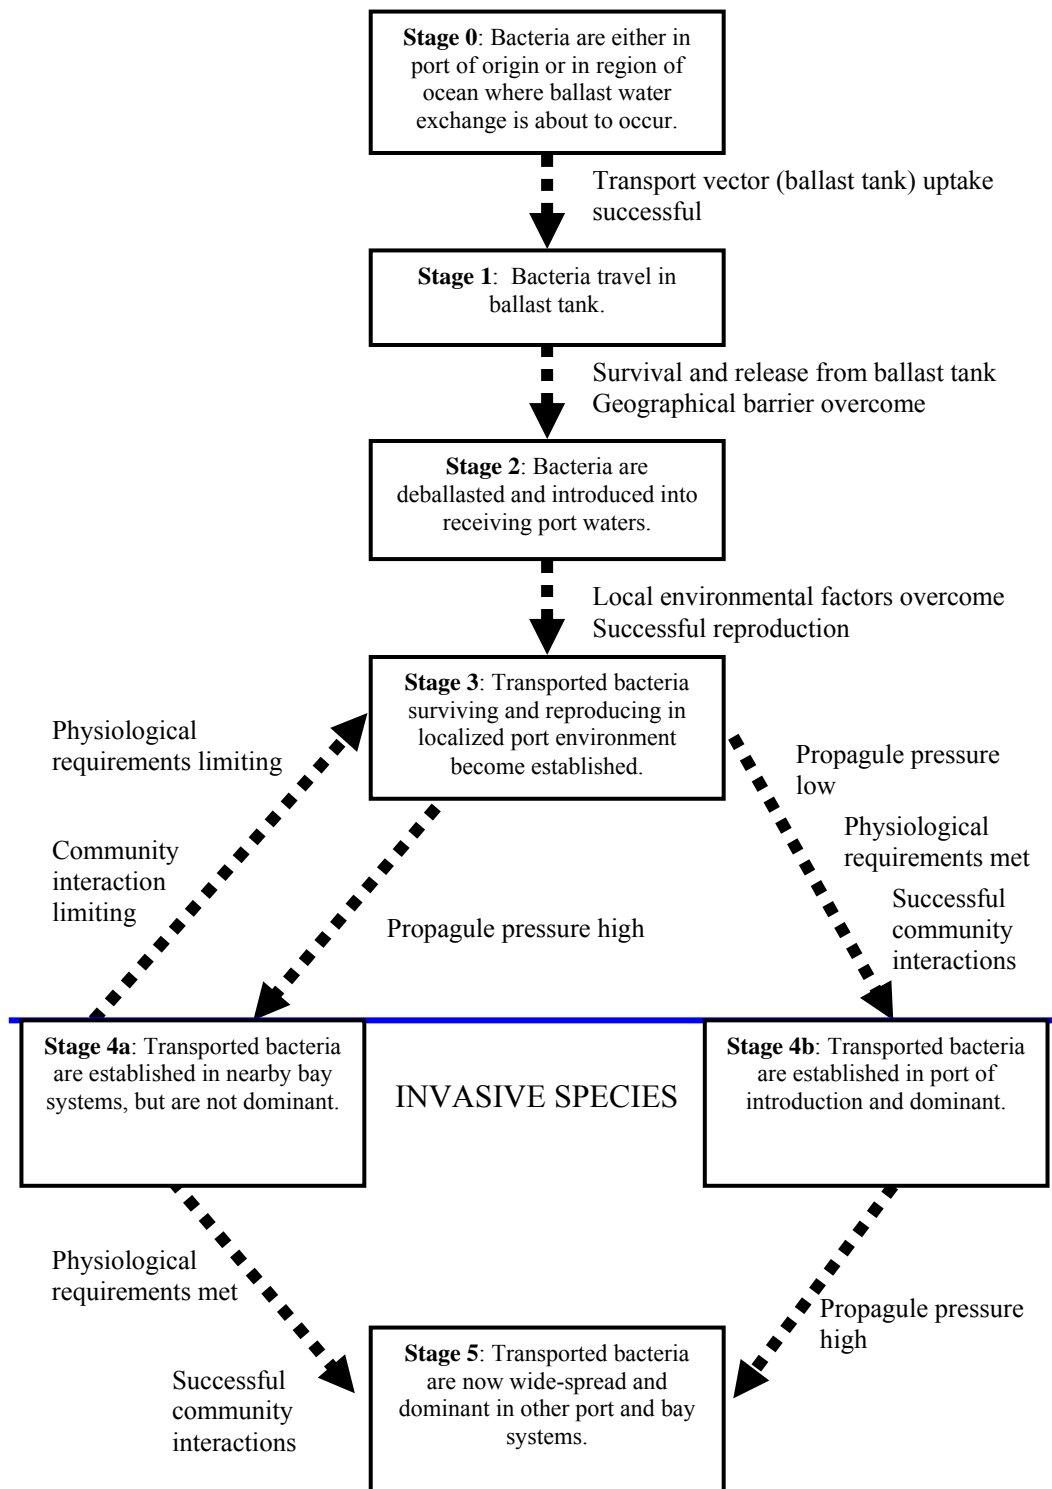 Stage 0: Bacteria are either in
port of origin or in region of
ocean where ballast water
exchange is about to occur.
Transport vector (ballast tank) uptake
successful
Stage 1:  Bacteria travel in
ballast tank.
Survival and release from ballast tank
Geographical barrier overcome
Stage 2: Bacteria are
deballasted and introduced into
receiving port waters.
Local environmental factors overcome
Successful reproduction
Stage 3: Transported bacteria
surviving and reproducing in
localized port environment
become established.
Physiological
requirements limiting
Community
interaction
limiting
Propagule pressure high
Propagule pressure
low
Physiological
requirements met
Successful
community
interactions
Stage 4a: Transported bacteria
are established in nearby bay
systems, but are not dominant.
INVASIVE SPECIES
Stage 4b: Transported bacteria
are established in port of
introduction and dominant.
Physiological
requirements met
Successful
community
interactions
Propagule pressure
high
Stage 5: Transported bacteria
are now wide-spread and
dominant in other port and bay
systems.